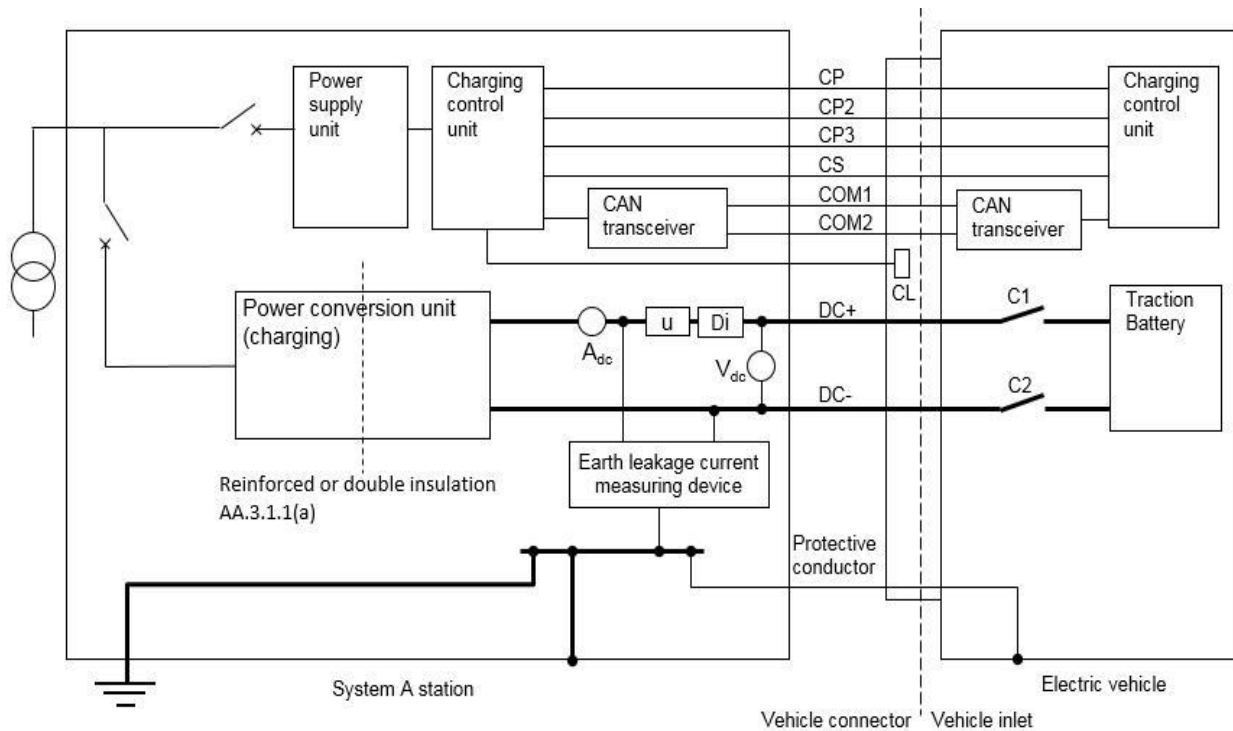 Power
supply
unit
Charging
control
unit
CP
CP2
CP3
CS
COM1
COM2
CAN
transceiver
CAN
transceiver
Charging
control
unit
CL
Power conversion unit
(charging)
Adc
u
Di
Vdc
DC+
DC-
C1
C2
Traction
Battery
Reinforced or double insulation
AA.3.1.1(a)
Earth leakage current
measuring device
Protective
conductor
System A station
Electric vehicle
Vehicle connector
Vehicle inlet